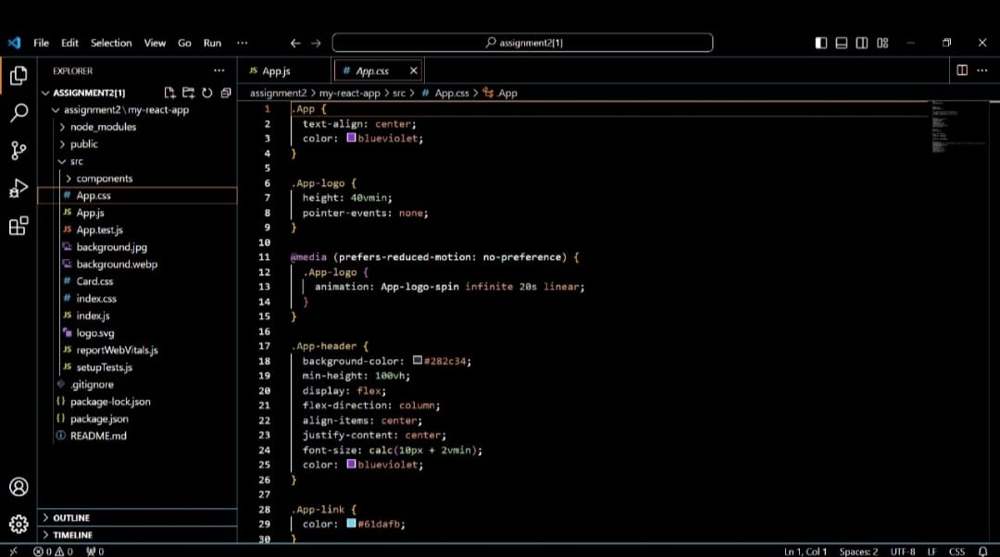 File Edit Selection View Go Run ··· ← → assignment2[1]
EXPLORER ···
ASSIGNMENT2[1]
assignment2\my-react-app
node_modules
public
src
components
# App.css
JS App.js
JS App.test.js
background.jpg
background.webp
# Card.css
# index.css
JS index.js
logo.svg
JS reportWebVitals.js
JS setupTests.js
.gitignore
{} package-lock.json
{} package.json
README.md
OUTLINE
TIMELINE
JS App.js # App.css ×
assignment2 > my-react-app > src > # App.css > .App
1 .App {
2 text-align: center;
3 color: blueviolet;
4 }
5
6 .App-logo {
7 height: 40vmin;
8 pointer-events: none;
9 }
10
11 @media (prefers-reduced-motion: no-preference) {
12 .App-logo {
13 animation: App-logo-spin infinite 20s linear;
14 }
15 }
16
17 .App-header {
18 background-color: #282c34;
19 min-height: 100vh;
20 display: flex;
21 flex-direction: column;
22 align-items: center;
23 justify-content: center;
24 font-size: calc(10px + 2vmin);
25 color: blueviolet;
26 }
27
28 .App-link {
29 color: #61dafb;
30 }
0 0 0 Ln 1, Col 1 Spaces: 2 UTF-8 LF CSS